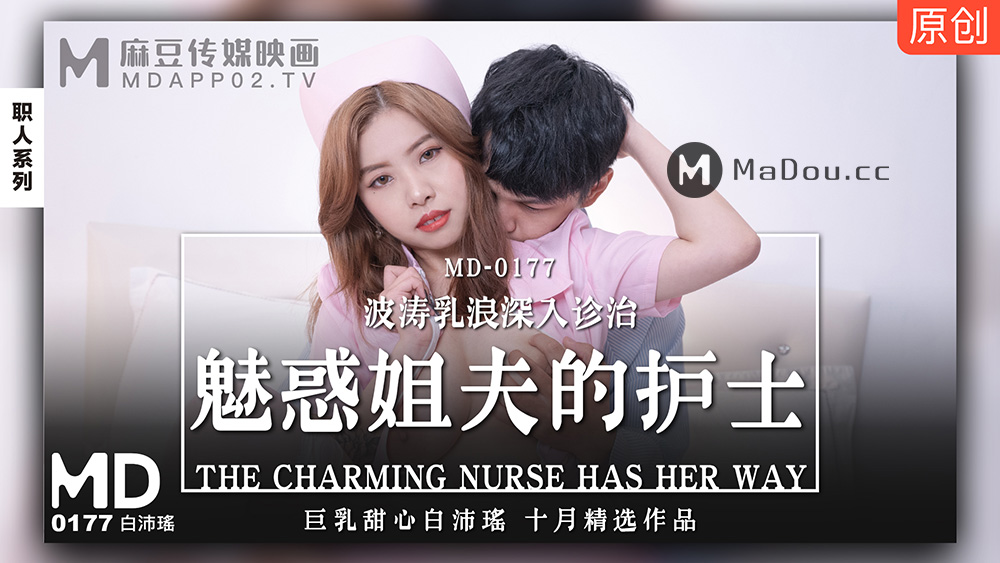 原创
麻豆传媒映画
MDAPP02.TV
职人系列
MaDou.cc
MD-0177
波涛乳浪深入诊治
魅惑姐夫的护士
THE CHARMING NURSE HAS HER WAY
MD
0177 白沛瑤
巨乳甜心白沛瑤 十月精选作品